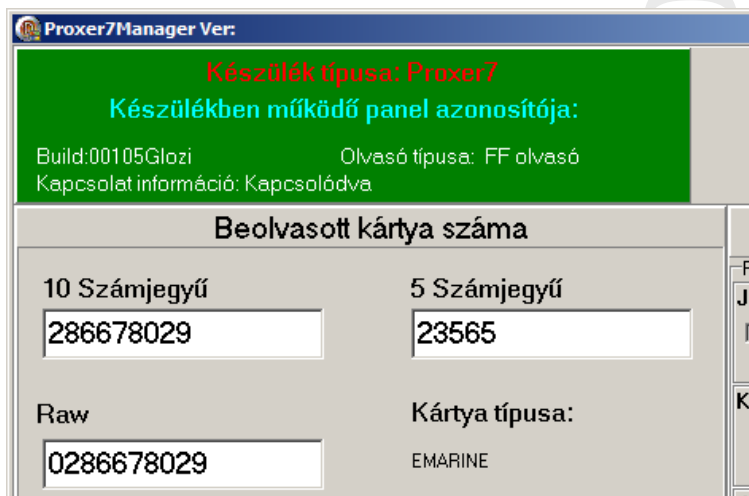 Proxer7Manager Ver:
Készülék típusa: Proxer7
Készülékben működő panel azonosítója:
Build:00105Glozi Olvasó típusa: FF olvasó
Kapcsolat információ: Kapcsolódva
Beolvasott kártya száma
10 Számjegyű 5 Számjegyű
286678029 23565
Raw Kártya típusa:
0286678029 EMARINE
J
K